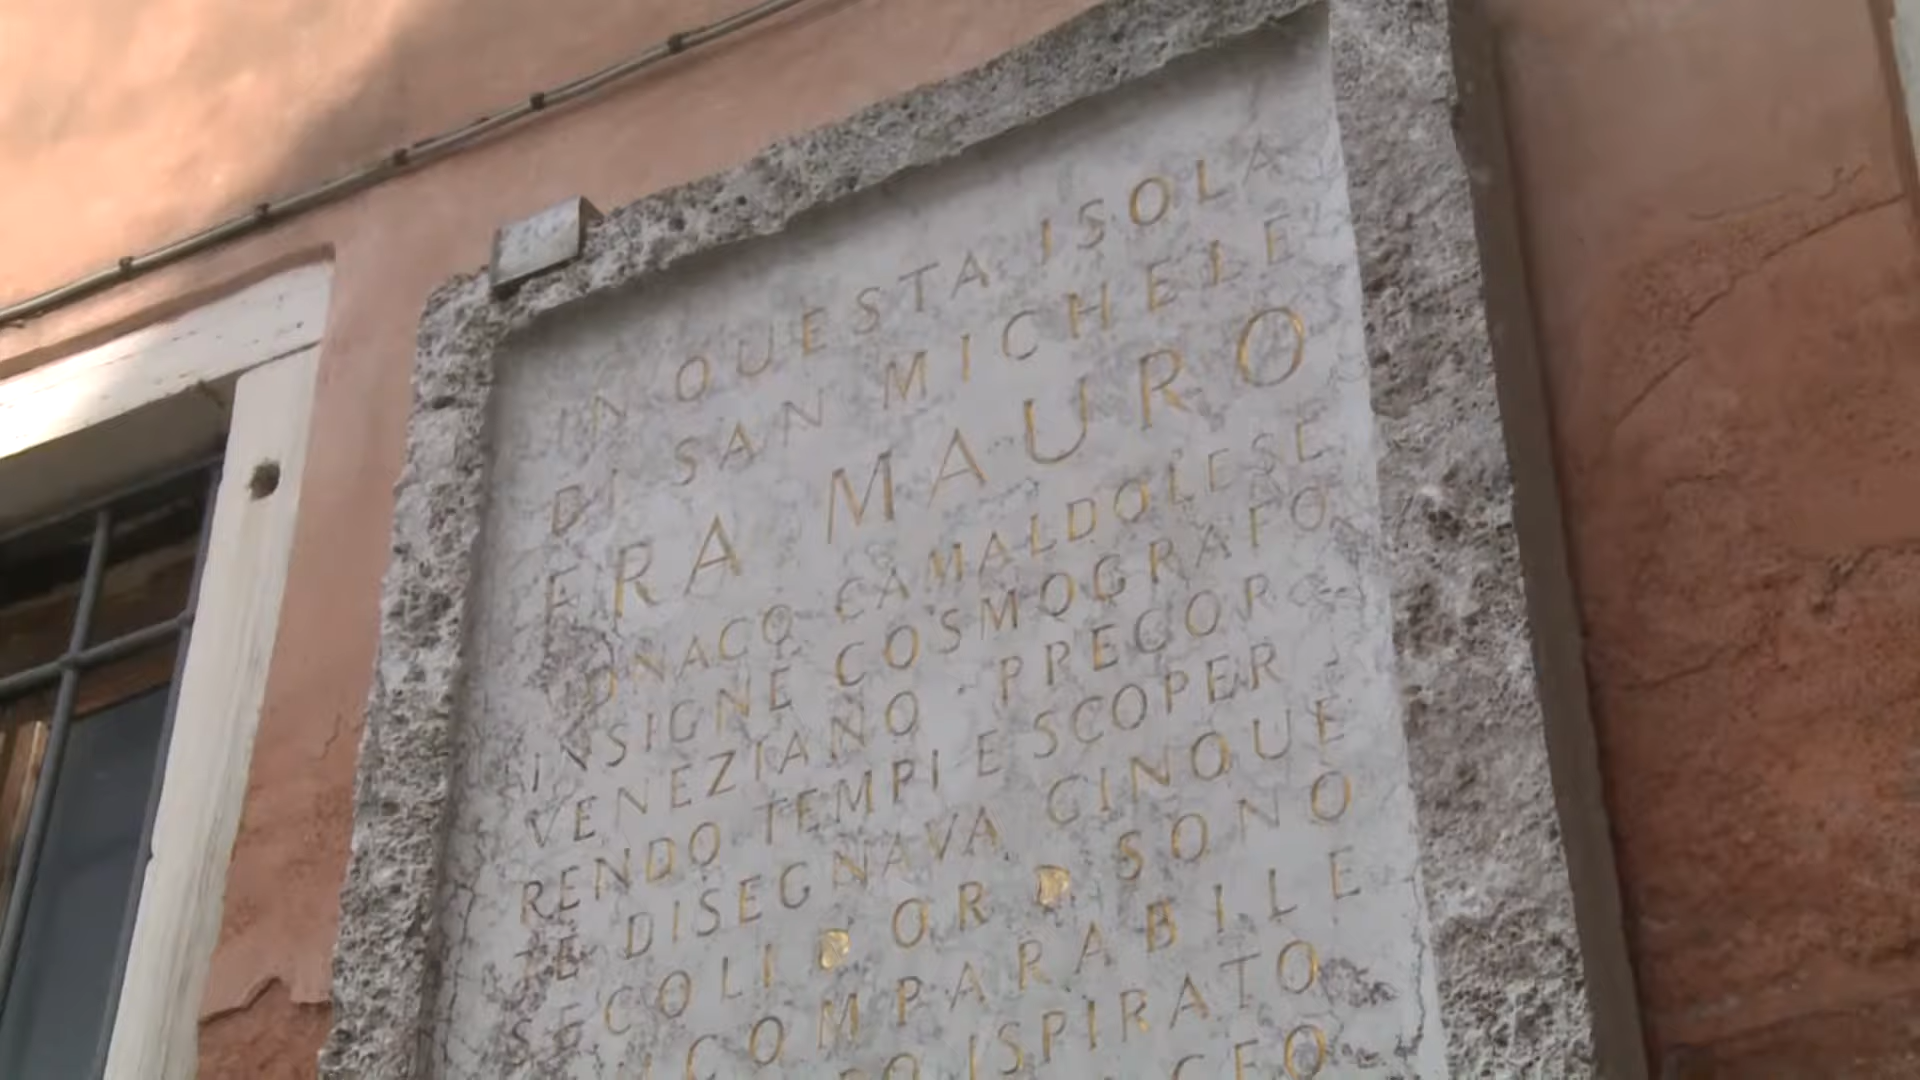 IN QUESTA ISOLA
DI SAN MICHELE
FRA MAURO
MONACO CAMALDOLESE
INSIGNE COSMOGRAFO
VENEZIANO - PRECOR
RENDO TEMPI E SCOPER
TE DISEGNAVA CINQUE
SECOLI OR SONO
INCOMPARABILE
ISPIRATO